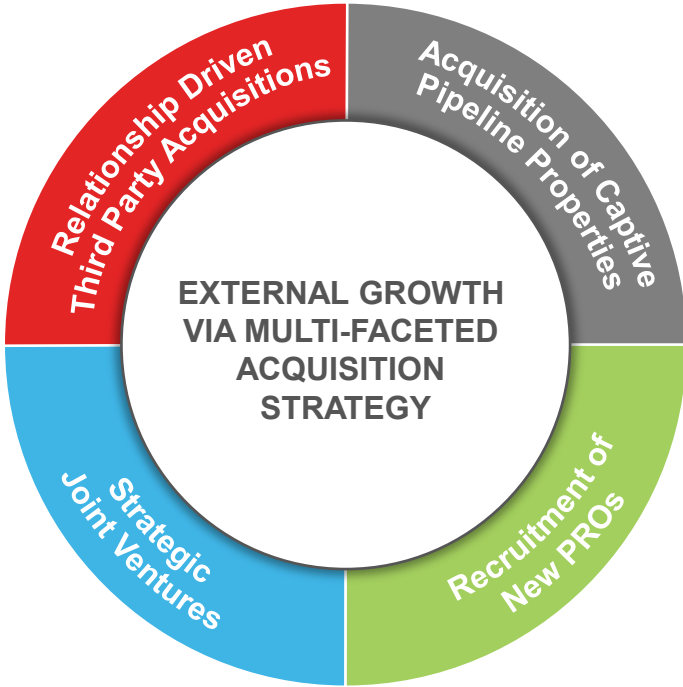 Relationship Driven
Third Party Acquisitions
Acquisition of Captive
Pipeline Properties
EXTERNAL GROWTH
VIA MULTI-FACETED
ACQUISITION
STRATEGY
Strategic
Joint Ventures
Recruitment of
New PROs